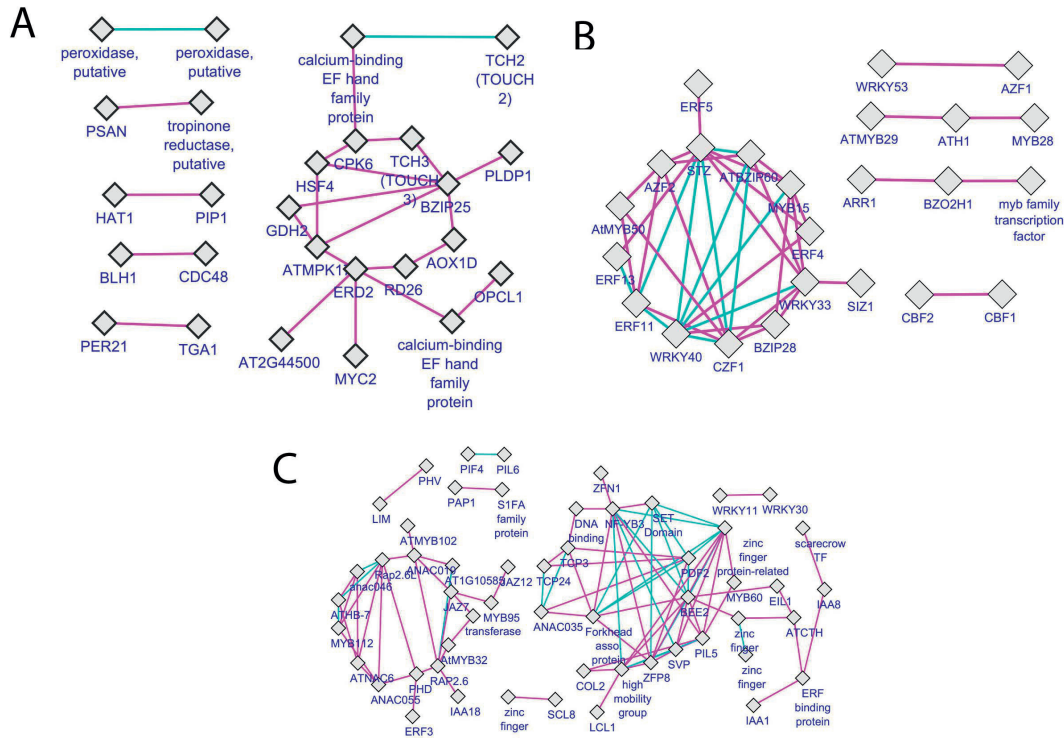 A
peroxidase,
putative
peroxidase,
putative
PSAN
tropinone
reductase,
putative
HAT1
PIP1
BLH1
CDC48
PER21
TGA1
calcium-binding
EF hand
family
protein
TCH2
(TOUCH
2)
CPK6
TCH3
(TOUCH
3)
HSF4
PLDP1
BZIP25
GDH2
ATMPK1
AOX1D
RD26
ERD2
OPCL1
AT2G44500
MYC2
calcium-binding
EF hand
family
protein
B
ERF5
STZ
ATBZIP60
AZF2
MYB15
AtMYB50
ERF4
ERF13
WRKY33
SIZ1
ERF11
WRKY40
BZIP28
CZF1
WRKY53
AZF1
ATMYB29
ATH1
MYB28
ARR1
BZO2H1
myb family
transcription
factor
CBF2
CBF1
C
PIF4
PIL6
PHV
LIM
PAP1
S1FA
family
protein
ATMYB102
Rap2.6L
ANAC019
anac046
AT1G10585
JAZ12
JAZ7
MYB95
transferase
ATHB-7
MYB112
AtMYB32
ATNAC6
RAP2.6
PHD
ANAC055
IAA18
ERF3
zinc
finger
SCL8
ZFN1
DNA
binding
NF-YB3
SET
Domain
TCP3
TCP24
PDF2
zinc
finger
protein-related
WRKY11
WRKY30
MYB60
BEE2
EIL1
ANAC035
Forkhead
asso
protein
PIL5
zinc
finger
ATCTH
zinc
finger
SVP
ZFP8
COL2
high
mobility
group
LCL1
scarecrow
TF
IAA8
ERF
binding
protein
IAA1